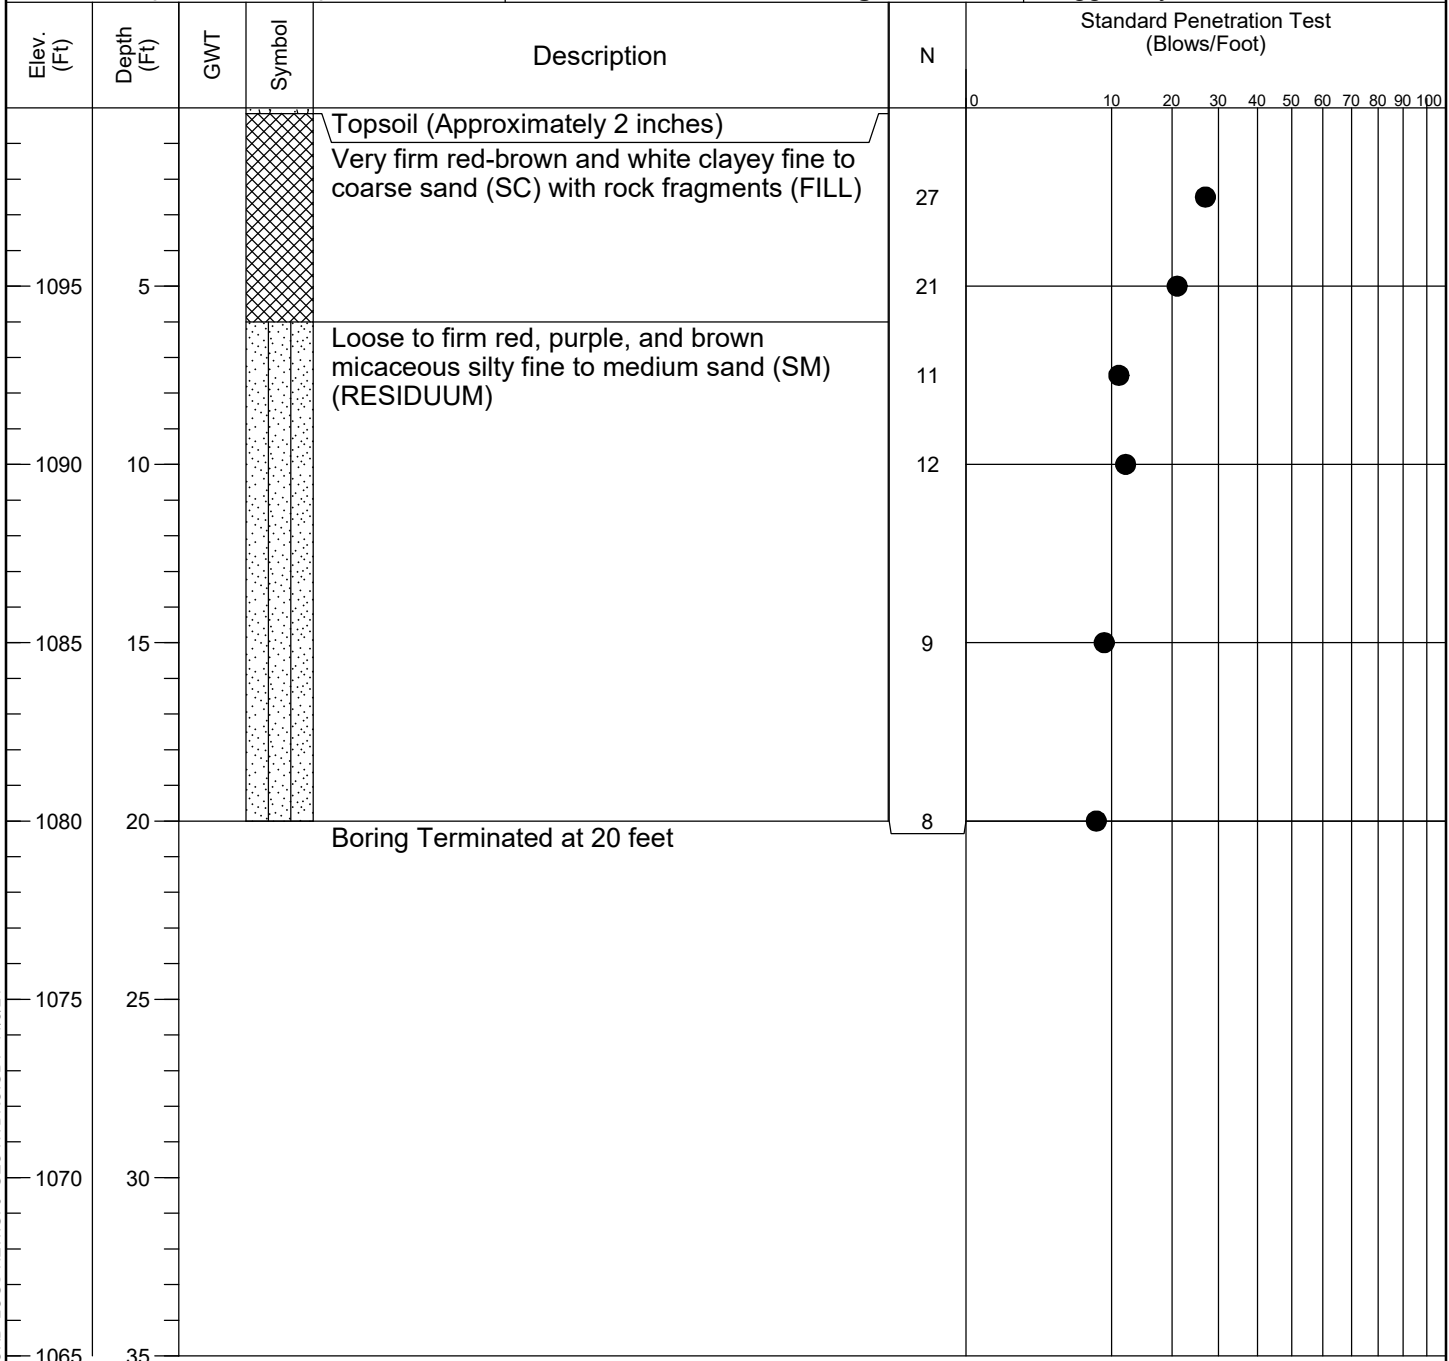 Elev.
(Ft)
Depth
(Ft)
GWT
Symbol
Description
N
Standard Penetration Test
(Blows/Foot)
0 10 20 30 40 50 60 70 80 90 100
Topsoil (Approximately 2 inches)
Very firm red-brown and white clayey fine to
coarse sand (SC) with rock fragments (FILL)
27
1095 5 21
Loose to firm red, purple, and brown
micaceous silty fine to medium sand (SM)
(RESIDUUM)
11
1090 10 12
1085 15 9
1080 20 8
Boring Terminated at 20 feet
1075 25
1070 30
1065 35